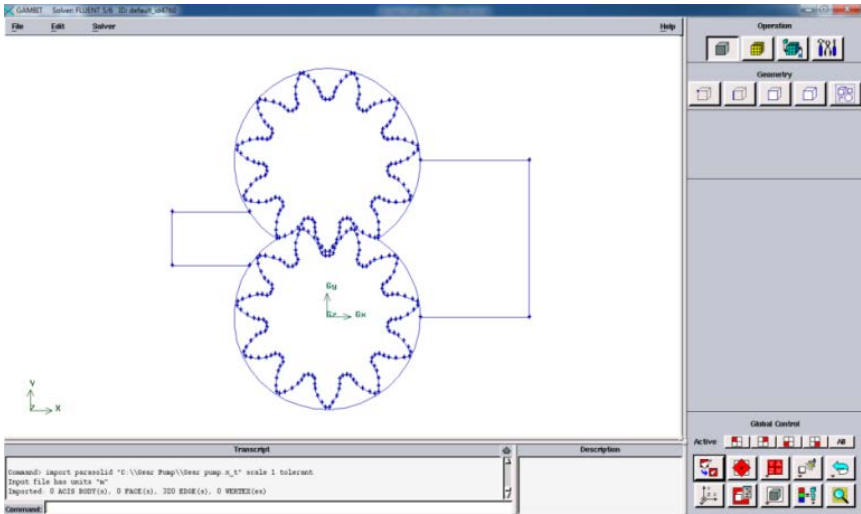 GAMBIT Solver: FLUENT 5/6 ID: default_id4760
File Edit Solver Help
Operation
Geometry
Gy
Gz Gx
Y
Z X
Global Control
Active All
Transcript Description
Command> import parasolid "C:\\Gear Pump\\Gear pump.x_t" scale 1 tolerant
Input file has units "m"
Imported: 0 ACIS BODY(s), 0 FACE(s), 320 EDGE(s), 0 VERTEX(es)
Command: